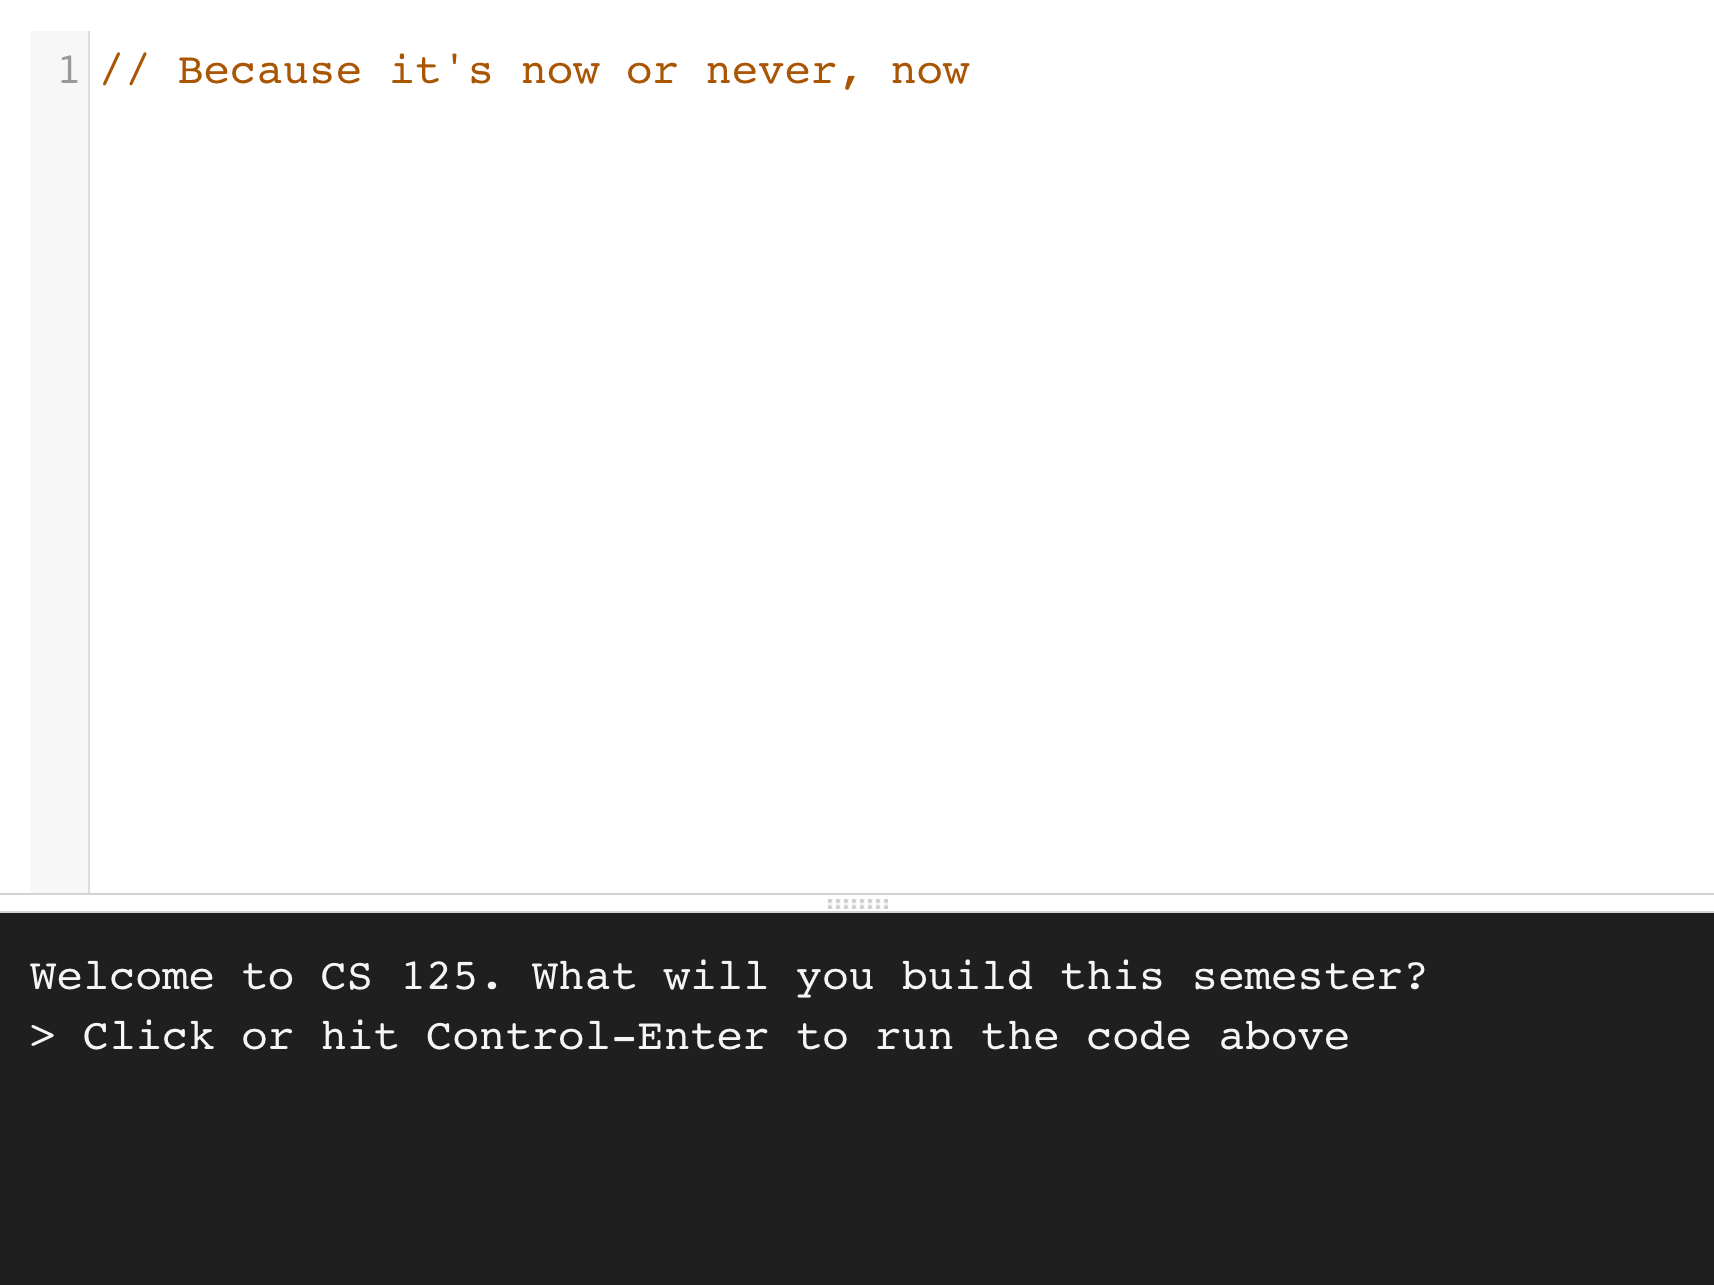 1 // Because it's now or never, now
Welcome to CS 125. What will you build this semester?
> Click or hit Control-Enter to run the code above